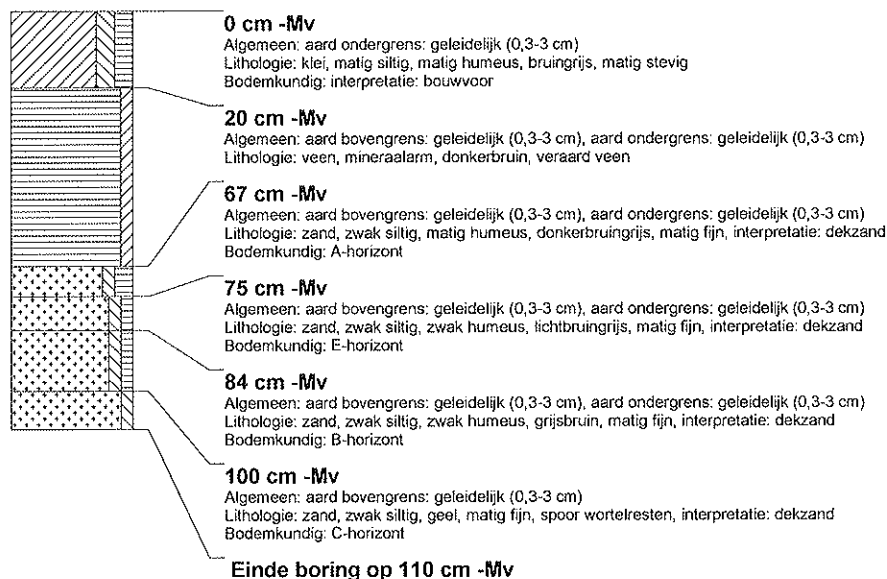 0 cm -Mv
Algemeen: aard ondergrens: geleidelijk (0,3-3 cm)
Lithologie: klei, matig siltig, matig humeus, bruingrijs, matig stevig
Bodemkundig: interpretatie: bouwvoor
20 cm -Mv
Algemeen: aard bovengrens: geleidelijk (0,3-3 cm), aard ondergrens: geleidelijk (0,3-3 cm)
Lithologie: veen, mineraalarm, donkerbruin, veraard veen
67 cm -Mv
Algemeen: aard bovengrens: geleidelijk (0,3-3 cm), aard ondergrens: geleidelijk (0,3-3 cm)
Lithologie: zand, zwak siltig, matig humeus, donkerbruingrijs, matig fijn, interpretatie: dekzand
Bodemkundig: A-horizont
75 cm -Mv
Algemeen: aard bovengrens: geleidelijk (0,3-3 cm), aard ondergrens: geleidelijk (0,3-3 cm)
Lithologie: zand, zwak siltig, zwak humeus, lichtbruingrijs, matig fijn, interpretatie: dekzand
Bodemkundig: E-horizont
84 cm -Mv
Algemeen: aard bovengrens: geleidelijk (0,3-3 cm), aard ondergrens: geleidelijk (0,3-3 cm)
Lithologie: zand, zwak siltig, zwak humeus, grijsbruin, matig fijn, interpretatie: dekzand
Bodemkundig: B-horizont
100 cm -Mv
Algemeen: aard bovengrens: geleidelijk (0,3-3 cm)
Lithologie: zand, zwak siltig, geel, matig fijn, spoor wortelresten, interpretatie: dekzand
Bodemkundig: C-horizont
Einde boring op 110 cm -Mv